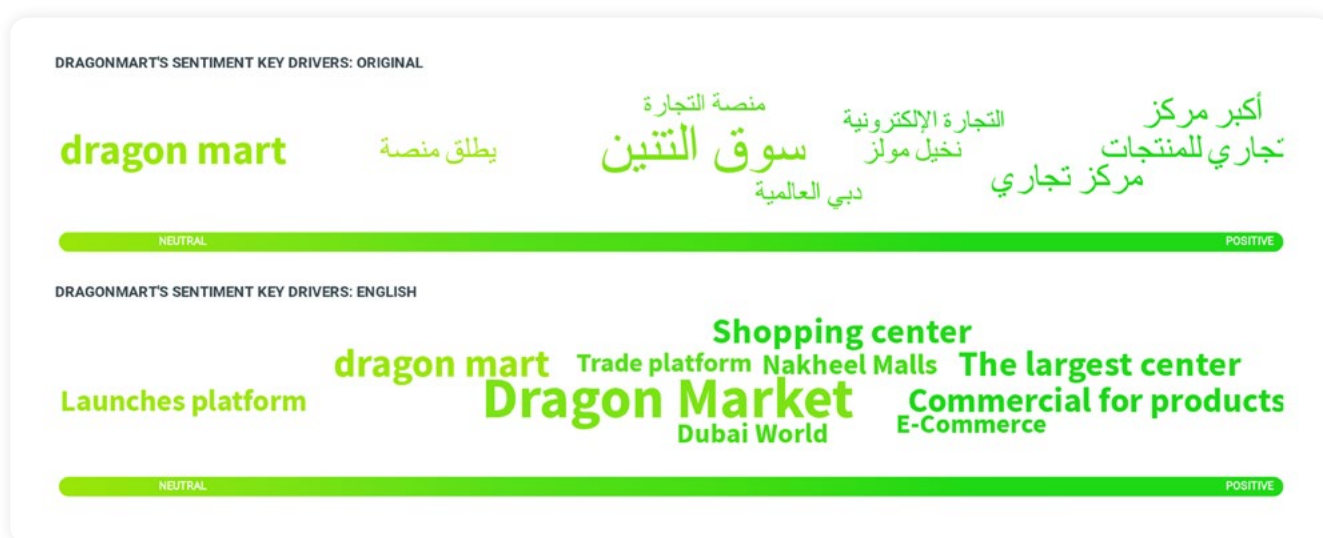 DRAGONMART'S SENTIMENT KEY DRIVERS: ORIGINAL
dragon mart
يطلق منصة
منصة التجارة
سوق التنين
دبي العالمية
التجارة الإلكترونية
نخيل مولز
مركز تجاري
أكبر مركز
تجاري للمنتجات
NEUTRAL
POSITIVE
DRAGONMART'S SENTIMENT KEY DRIVERS: ENGLISH
Launches platform
dragon mart
Dragon Market
Trade platform
Shopping center
Nakheel Malls
Dubai World
The largest center
Commercial for products
E-Commerce
NEUTRAL
POSITIVE